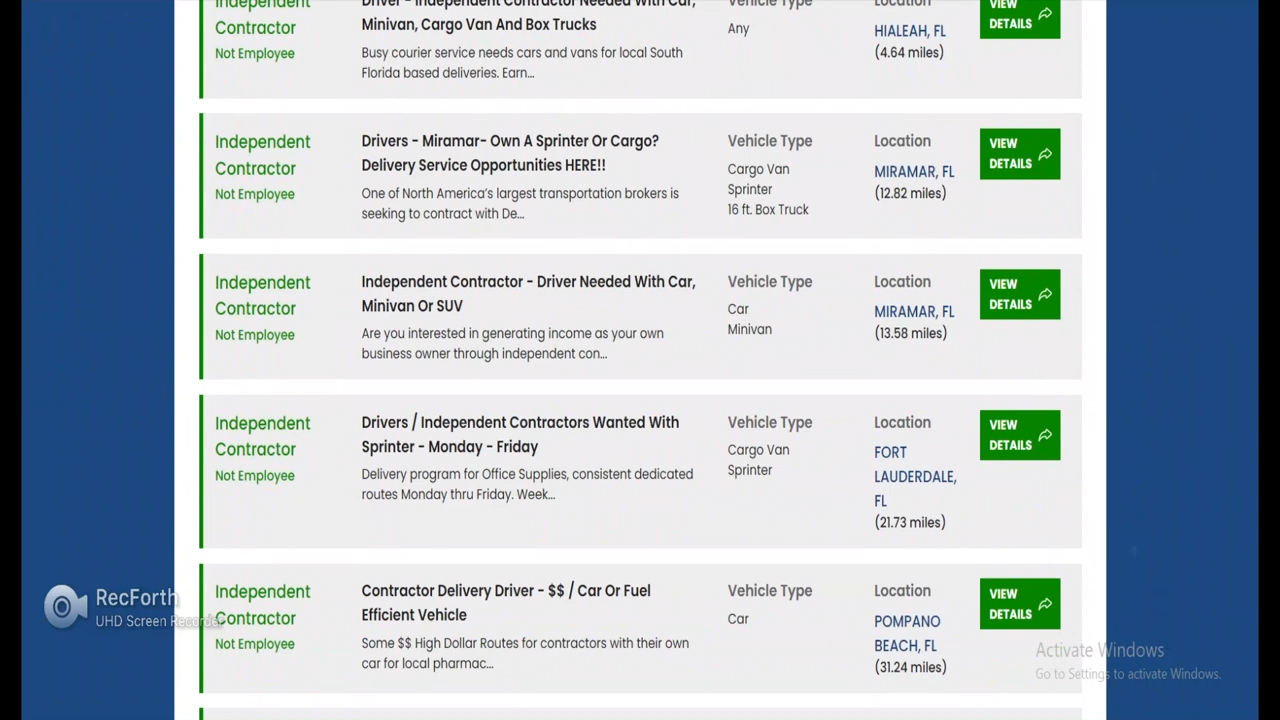 Independent
Contractor
Not Employee
Driver - Independent Contractor Needed With Car,
Minivan, Cargo Van And Box Trucks
Busy courier service needs cars and vans for local South
Florida based deliveries. Earn...
Vehicle Type
Any
Location
HIALEAH, FL
(4.64 miles)
VIEW
DETAILS
Independent
Contractor
Not Employee
Drivers - Miramar- Own A Sprinter Or Cargo?
Delivery Service Opportunities HERE!!
One of North America's largest transportation brokers is
seeking to contract with De...
Vehicle Type
Cargo Van
Sprinter
16 ft. Box Truck
Location
MIRAMAR, FL
(12.82 miles)
VIEW
DETAILS
Independent
Contractor
Not Employee
Independent Contractor - Driver Needed With Car,
Minivan Or SUV
Are you interested in generating income as your own
business owner through independent con...
Vehicle Type
Car
Minivan
Location
MIRAMAR, FL
(13.58 miles)
VIEW
DETAILS
Independent
Contractor
Not Employee
Drivers / Independent Contractors Wanted With
Sprinter - Monday - Friday
Delivery program for Office Supplies, consistent dedicated
routes Monday thru Friday. Week...
Vehicle Type
Cargo Van
Sprinter
Location
FORT
LAUDERDALE,
FL
(21.73 miles)
VIEW
DETAILS
Independent
Contractor
Not Employee
Contractor Delivery Driver - $$ / Car Or Fuel
Efficient Vehicle
Some $$ High Dollar Routes for contractors with their own
car for local pharmac...
Vehicle Type
Car
Location
POMPANO
BEACH, FL
(31.24 miles)
VIEW
DETAILS
RecForth
UHD Screen Recorder
Activate Windows
Go to Settings to activate Windows.